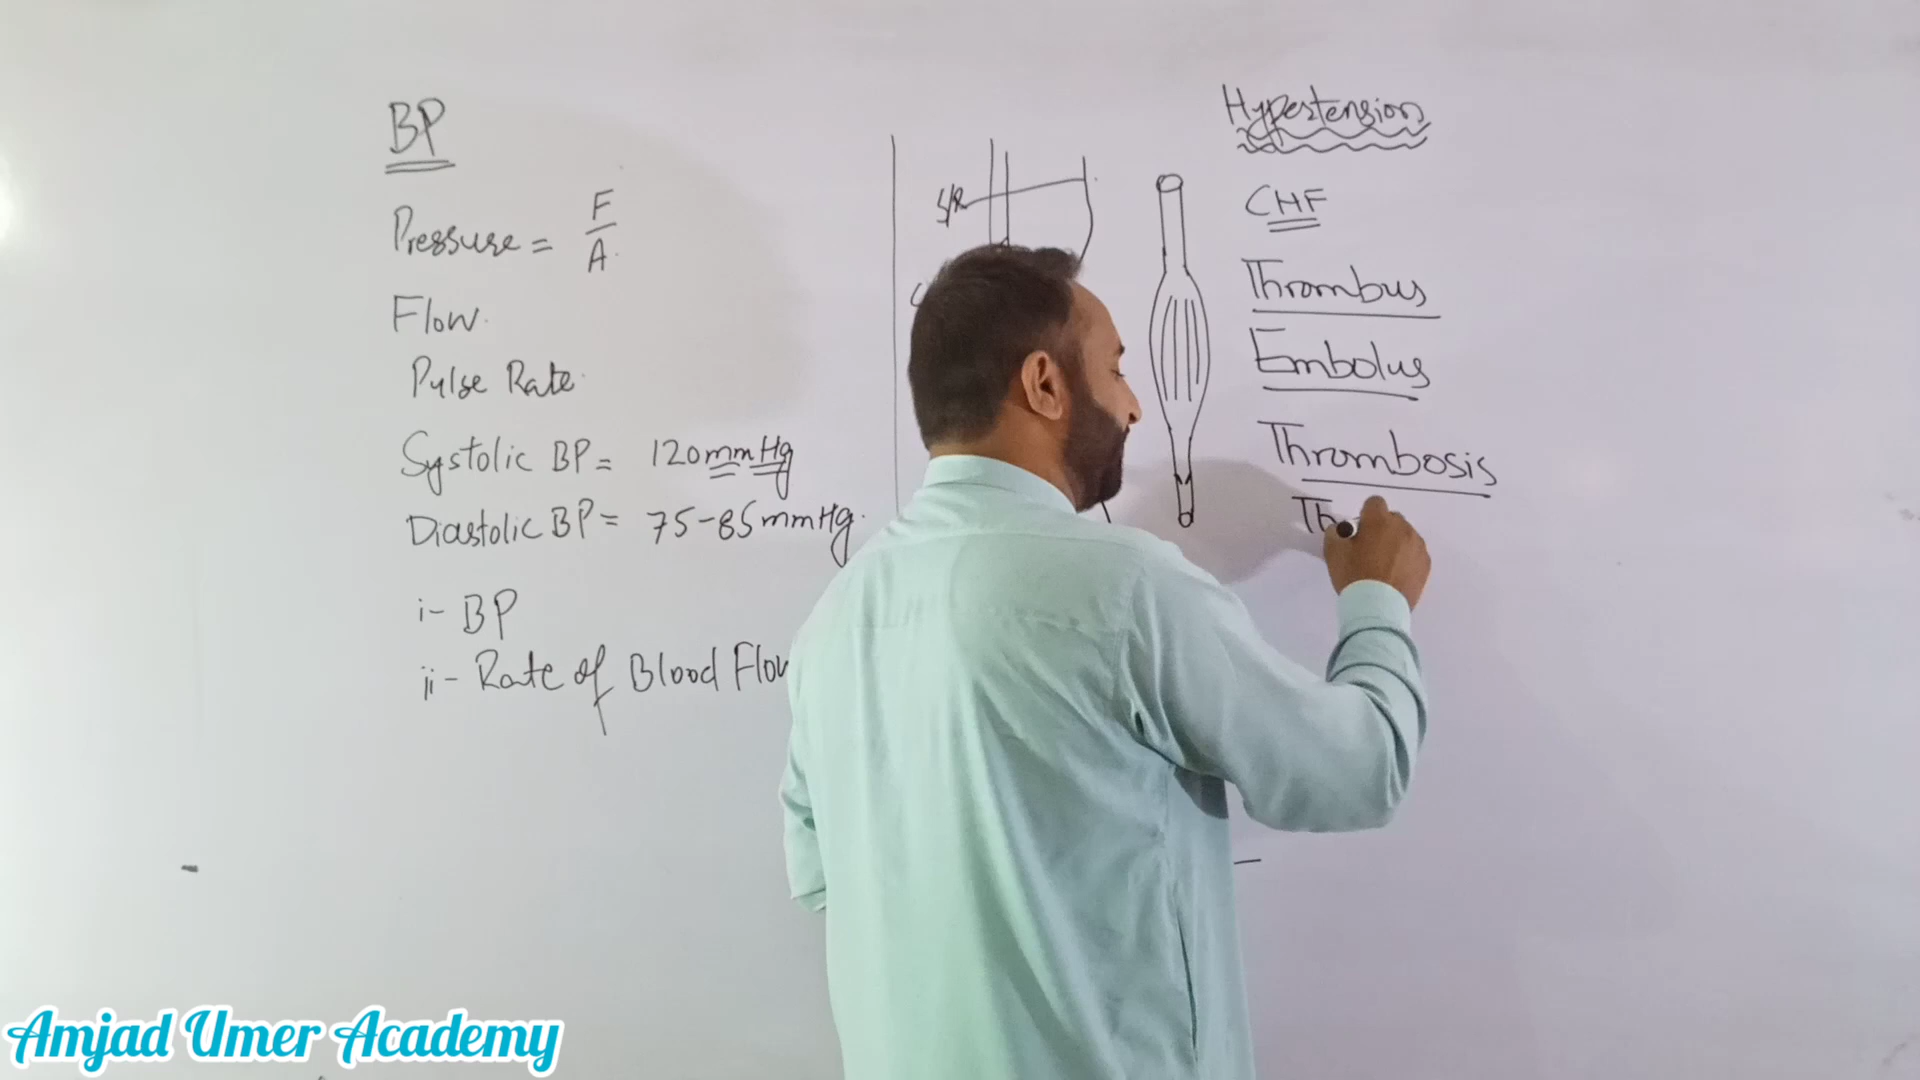 BP
Pressure = F/A.
Flow.
Pulse Rate.
Systolic BP = 120mmHg
Diastolic BP = 75-85mmHg.
i- BP
ii- Rate of Blood Flow
Hypertension
CHF
Thrombus
Embolus
Thrombosis
Th
Amjad Umer Academy